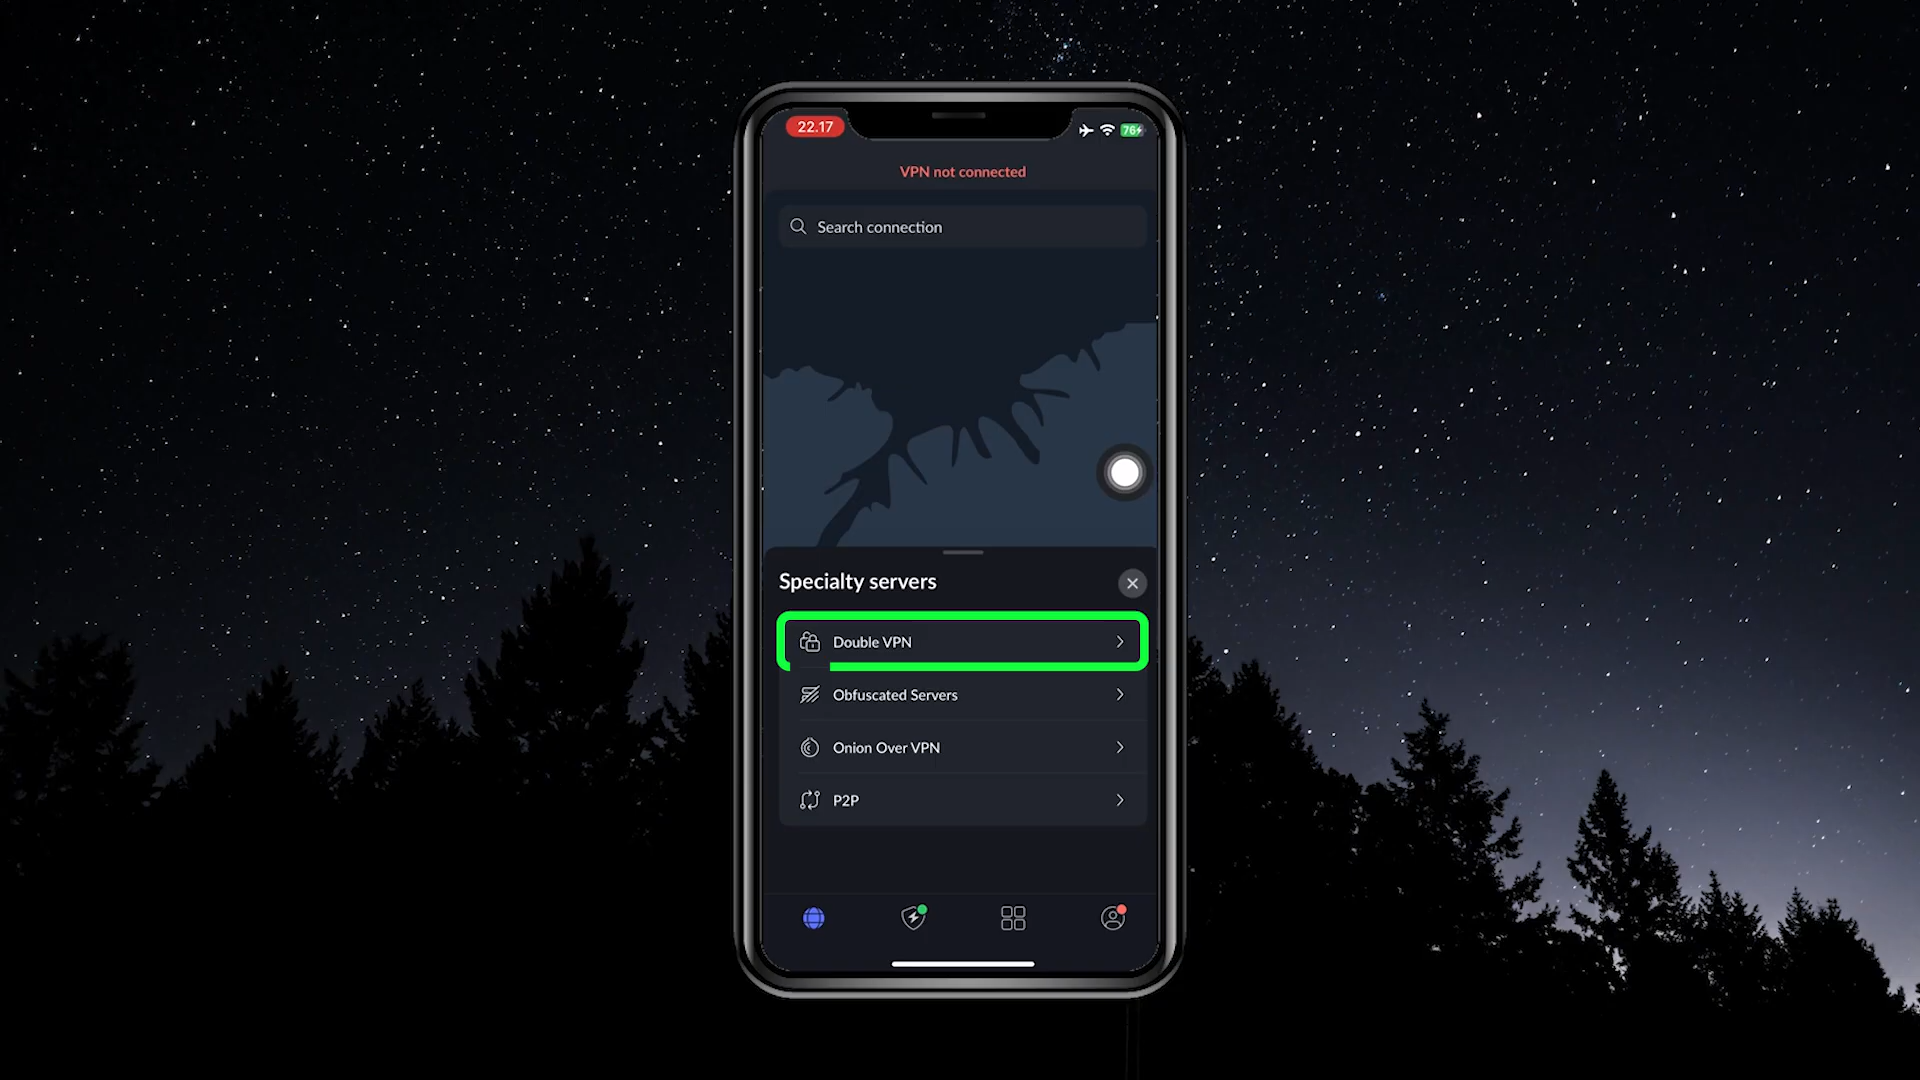 22.17
76
VPN not connected
Search connection
Specialty servers
Double VPN
Obfuscated Servers
Onion Over VPN
P2P